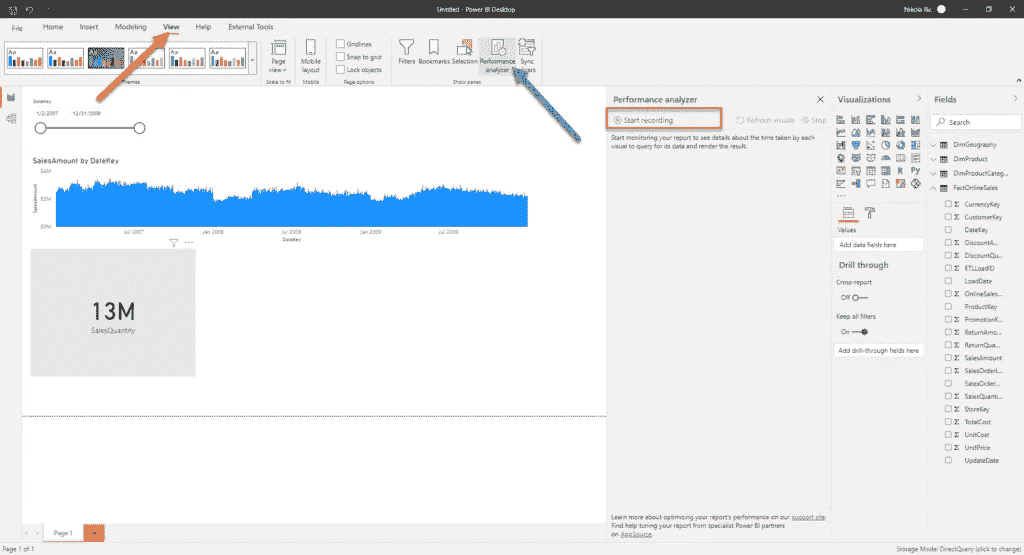 Untitled - Power BI Desktop
File
Home
Insert
Modeling
View
Help
External Tools
Aa
Aa
Aa
Aa
Aa
Page
view
Mobile
layout
Gridlines
Snap to grid
Lock objects
Filters
Bookmarks
Selection
Performance
analyzer
Sync
Themes
Scale to fit
Mobile
Page options
Show panes
DateKey
1/2/2007
12/31/2008
SalesAmount by DateKey
SalesAmount
$4M
$2M
$0M
Jul 2007
Jan 2008
Jul 2008
Jan 2009
Jul 2009
DateKey
13M
SalesQuantity
Performance analyzer
Start recording
Refresh visuals
Stop
Start monitoring your report to see details about the time taken by each
visual to query for its data and render the result.
Learn more about optimizing your report's performance on our support site.
Find help tuning your report from specialist Power BI partners
on AppSource.
Visualizations
R
Py
Values
Add data fields here
Drill through
Cross-report
Off
Keep all filters
On
Add drill-through fields here
Fields
Search
DimGeography
DimProduct
DimProductCateg...
FactOnlineSales
Σ CurrencyKey
Σ CustomerKey
DateKey
Σ DiscountA...
Σ DiscountQu...
Σ ETLLoadID
LoadDate
Σ OnlineSales...
ProductKey
Σ PromotionK...
Σ ReturnAmo...
Σ ReturnQua...
Σ SalesAmount
Σ SalesOrderL...
SalesOrder...
Σ SalesQuanti...
Σ StoreKey
Σ TotalCost
Σ UnitCost
Σ UnitPrice
UpdateDate
Page 1
+
Page 1 of 1
Storage Mode: DirectQuery (click to change)